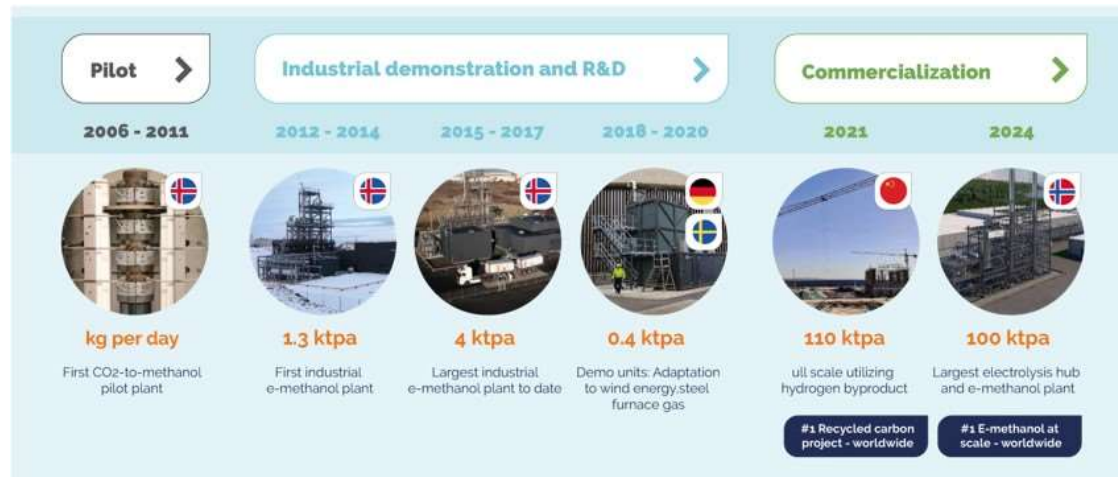 Pilot
Industrial demonstration and R&D
Commercialization
2006 - 2011
2012 - 2014
2015 - 2017
2018 - 2020
2021
2024
kg per day
1.3 ktpa
4 ktpa
0.4 ktpa
110 ktpa
100 ktpa
First CO2-to-methanol
pilot plant
First industrial
e-methanol plant
Largest industrial
e-methanol plant to date
Demo units: Adaptation
to wind energy,steel
furnace gas
ull scale utilizing
hydrogen byproduct
Largest electrolysis hub
and e-methanol plant
#1 Recycled carbon
project - worldwide
#1 E-methanol at
scale - worldwide